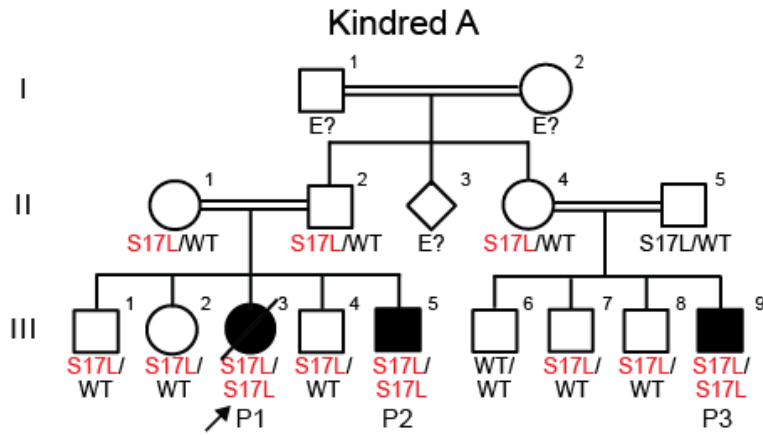 Kindred A
I
1
2
E?
E?
II
1
2
3
4
5
S17L/WT
S17L/WT
E?
S17L/WT
S17L/WT
III
1
2
3
4
5
6
7
8
9
S17L/ S17L/ S17L/ S17L/ S17L/ WT/ S17L/ S17L/ S17L/
WT WT S17L WT S17L WT WT WT S17L
P1 P2 P3